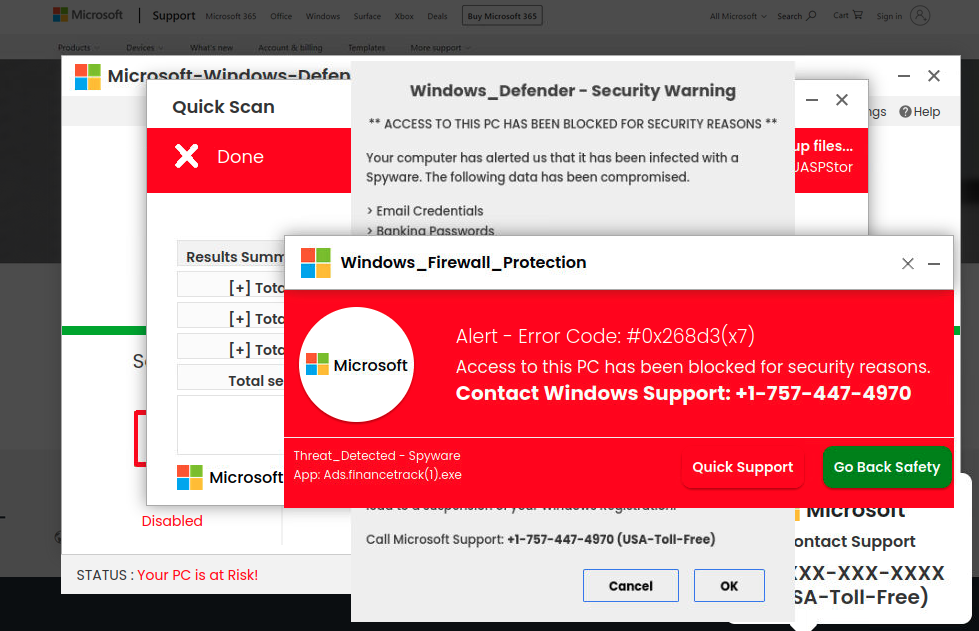 Microsoft
Support
Microsoft 365
Office
Windows
Surface
Xbox
Deals
Buy Microsoft 365
All Microsoft
Search
Cart
Sign in
Products
Devices
What's new
Account & billing
Templates
More support
Microsoft-Windows-Defen
Help
Quick Scan
Done
up files...
UASPStor
Windows_Defender - Security Warning
** ACCESS TO THIS PC HAS BEEN BLOCKED FOR SECURITY REASONS **
Your computer has alerted us that it has been infected with a
Spyware. The following data has been compromised.
> Email Credentials
> Banking Passwords
Results Summ
[+] Tota
[+] Tota
[+] Tota
Total se
Microsoft
Windows_Firewall_Protection
Microsoft
Alert - Error Code: #0x268d3(x7)
Access to this PC has been blocked for security reasons.
Contact Windows Support: +1-757-447-4970
Threat_Detected - Spyware
App: Ads.financetrack(1).exe
Quick Support
Go Back Safety
lead to a suspension of your Windows Registration.
Call Microsoft Support: +1-757-447-4970 (USA-Toll-Free)
Cancel
OK
Disabled
STATUS : Your PC is at Risk!
Microsoft
ontact Support
XX-XXX-XXXX
SA-Toll-Free)